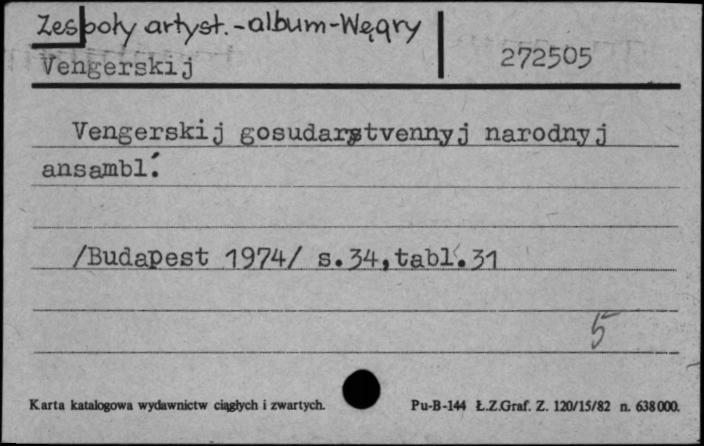 Zespoły artyst. - album - Węgry
Vengerskij 272505
Vengerskij gosudarstvennyj narodnyj
ansambl'.
/Budapest 1974/ s.34,tabl.31
5
Karta katalogowa wydawnictw ciągłych i zwartych. Pu-B-144 Ł.Z.Graf. Z. 120/15/82 n. 638000.